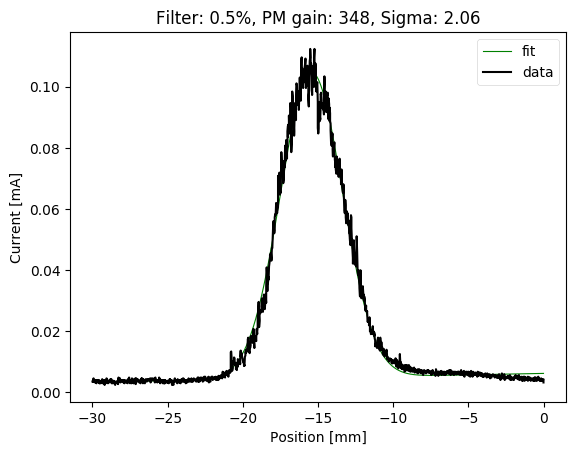 Filter: 0.5%, PM gain: 348, Sigma: 2.06
fit
data
Current [mA]
0.10
0.08
0.06
0.04
0.02
0.00
−30
−25
−20
−15
−10
−5
0
Position [mm]